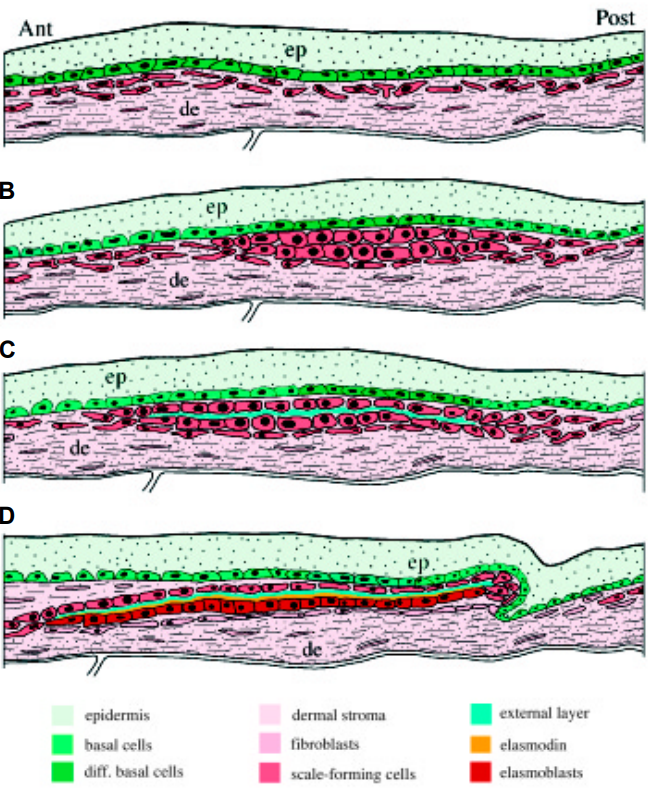 Ant Post
ep
de
B
ep
de
C
ep
de
D
ep
de
epidermis dermal stroma external layer
basal cells fibroblasts elasmodin
diff. basal cells scale-forming cells elasmoblasts